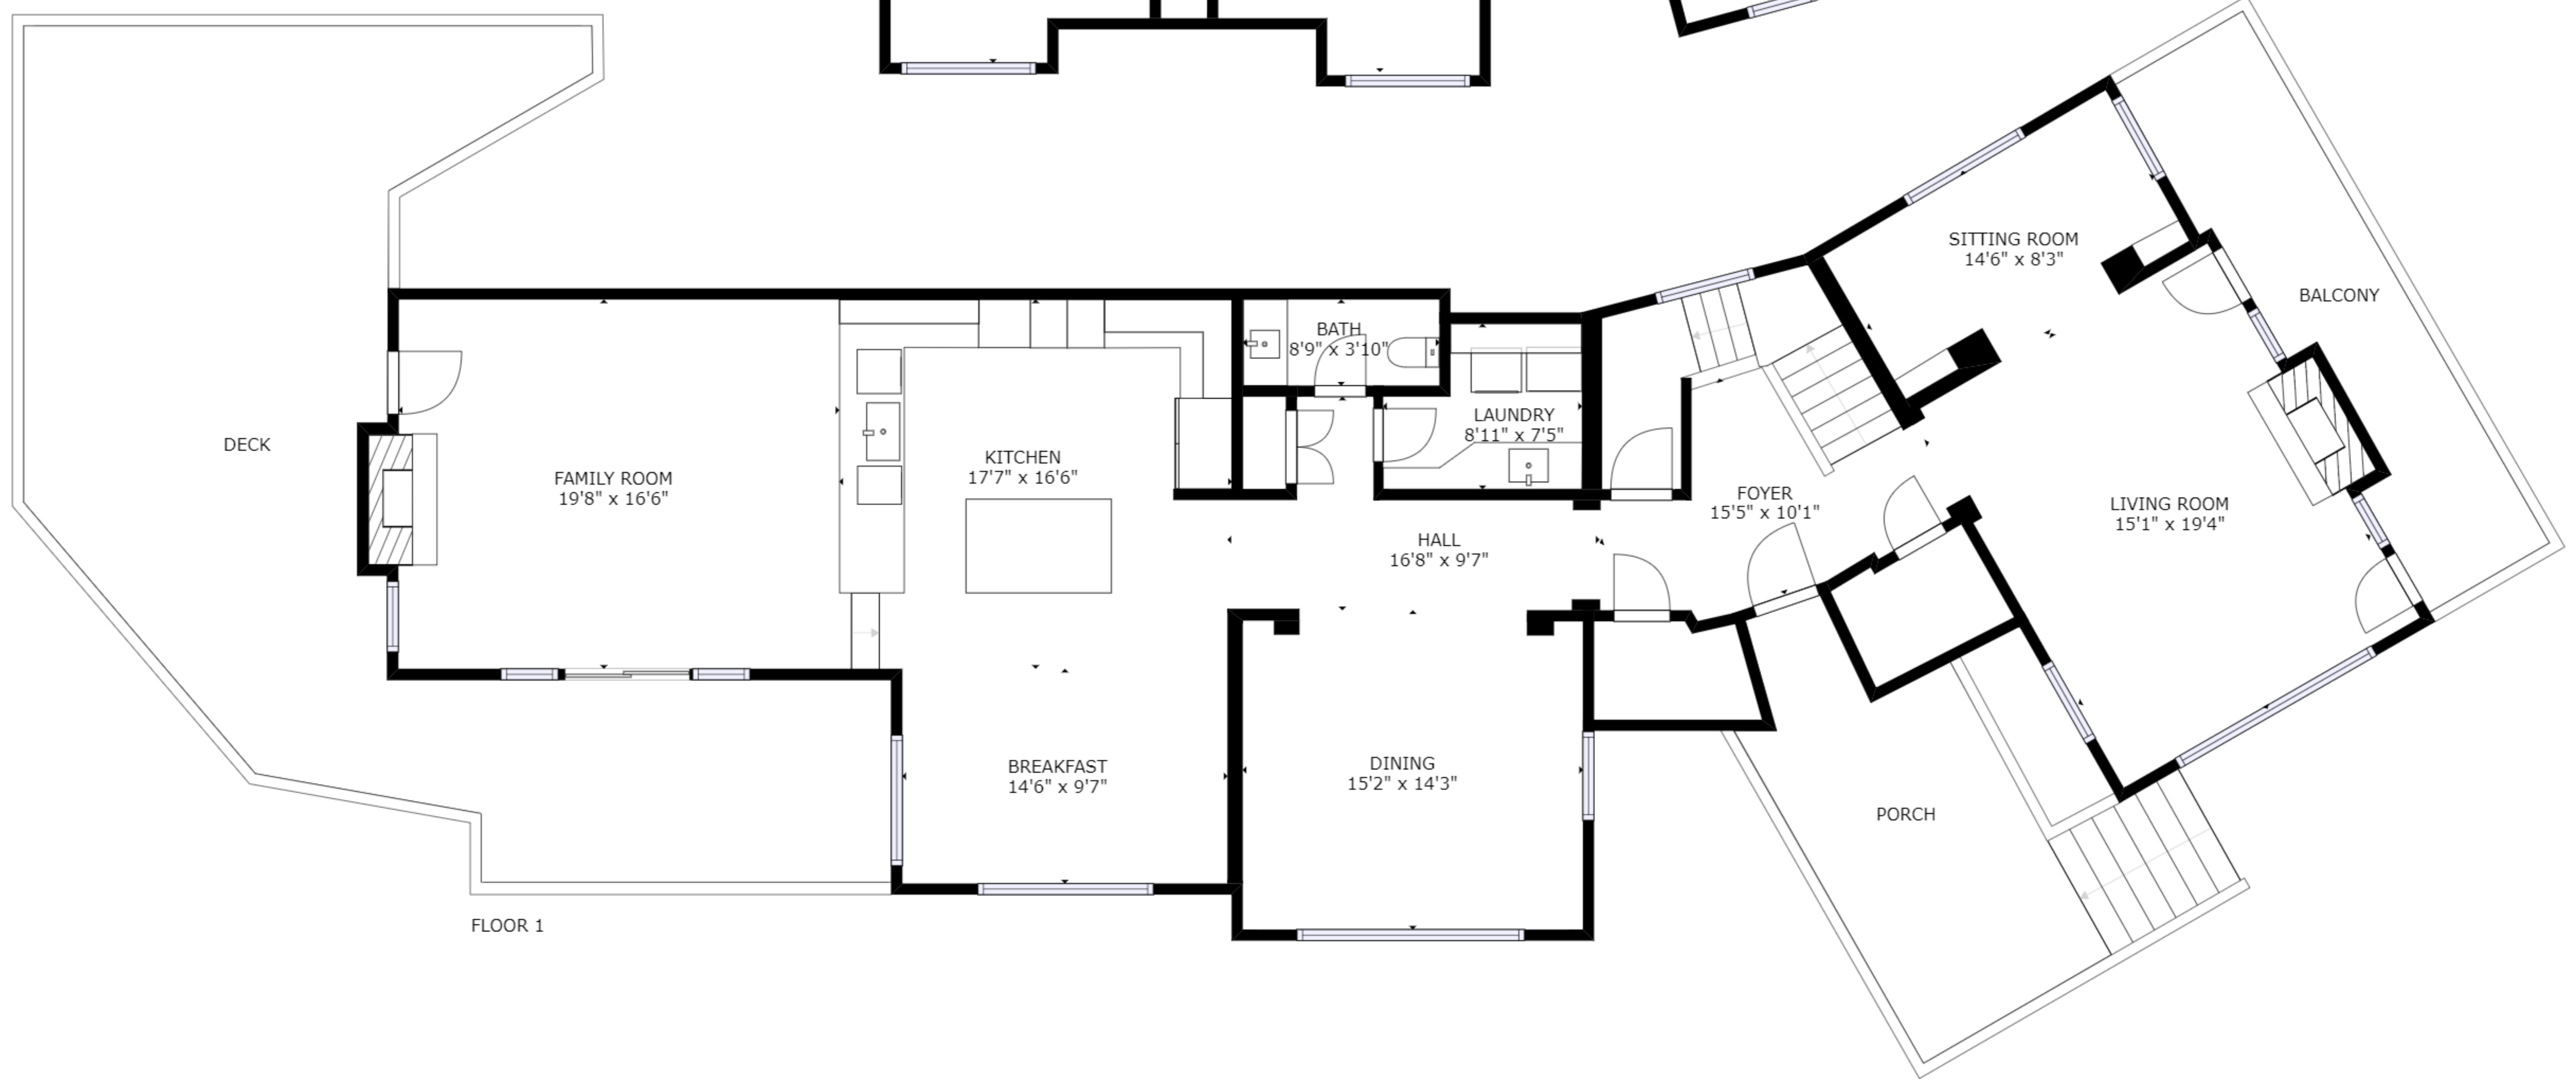 DECK
FAMILY ROOM
19'8" x 16'6"
KITCHEN
17'7" x 16'6"
BREAKFAST
14'6" x 9'7"
BATH
8'9" x 3'10"
LAUNDRY
8'11" x 7'5"
HALL
16'8" x 9'7"
DINING
15'2" x 14'3"
FOYER
15'5" x 10'1"
SITTING ROOM
14'6" x 8'3"
LIVING ROOM
15'1" x 19'4"
BALCONY
PORCH
FLOOR 1